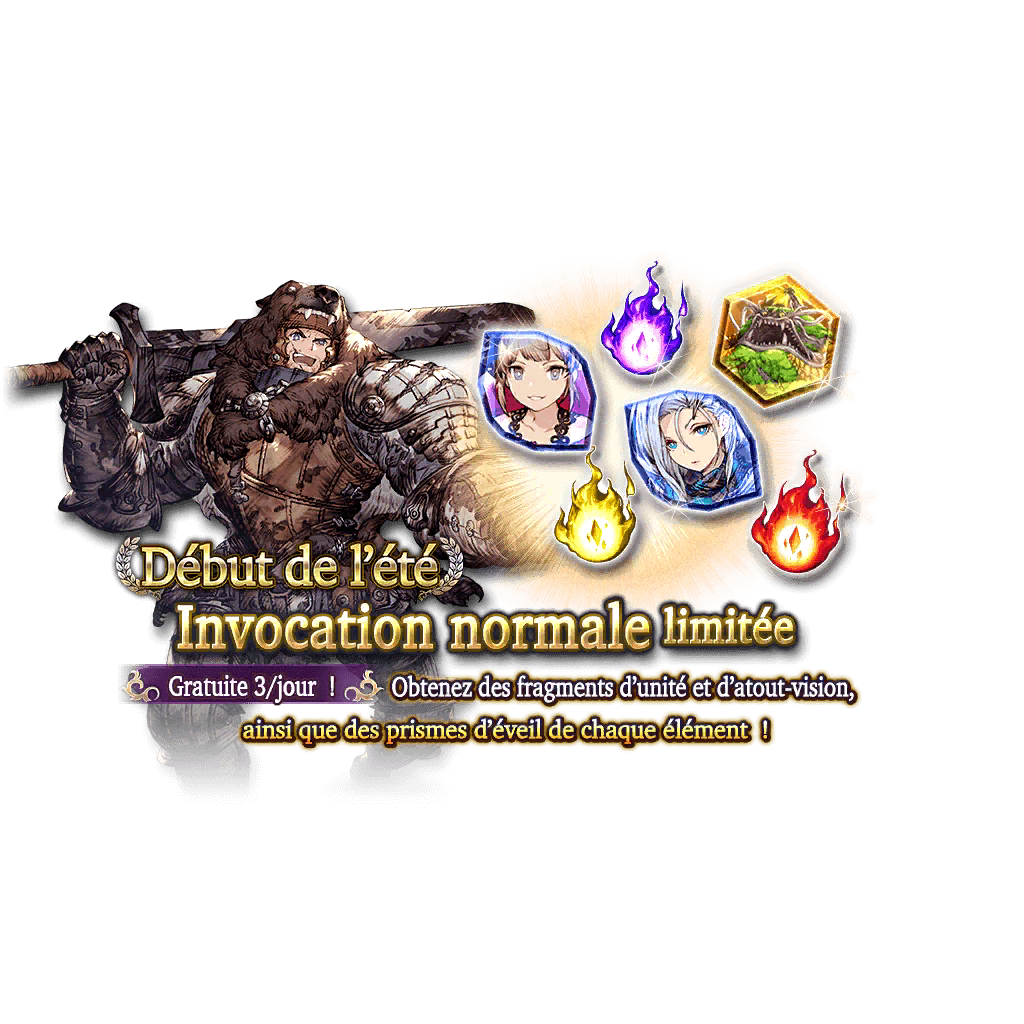 Début de l'été
Invocation normale limitée
Gratuite 3/jour ! Obtenez des fragments d'unité et d'atout-vision,
ainsi que des prismes d'éveil de chaque élément !